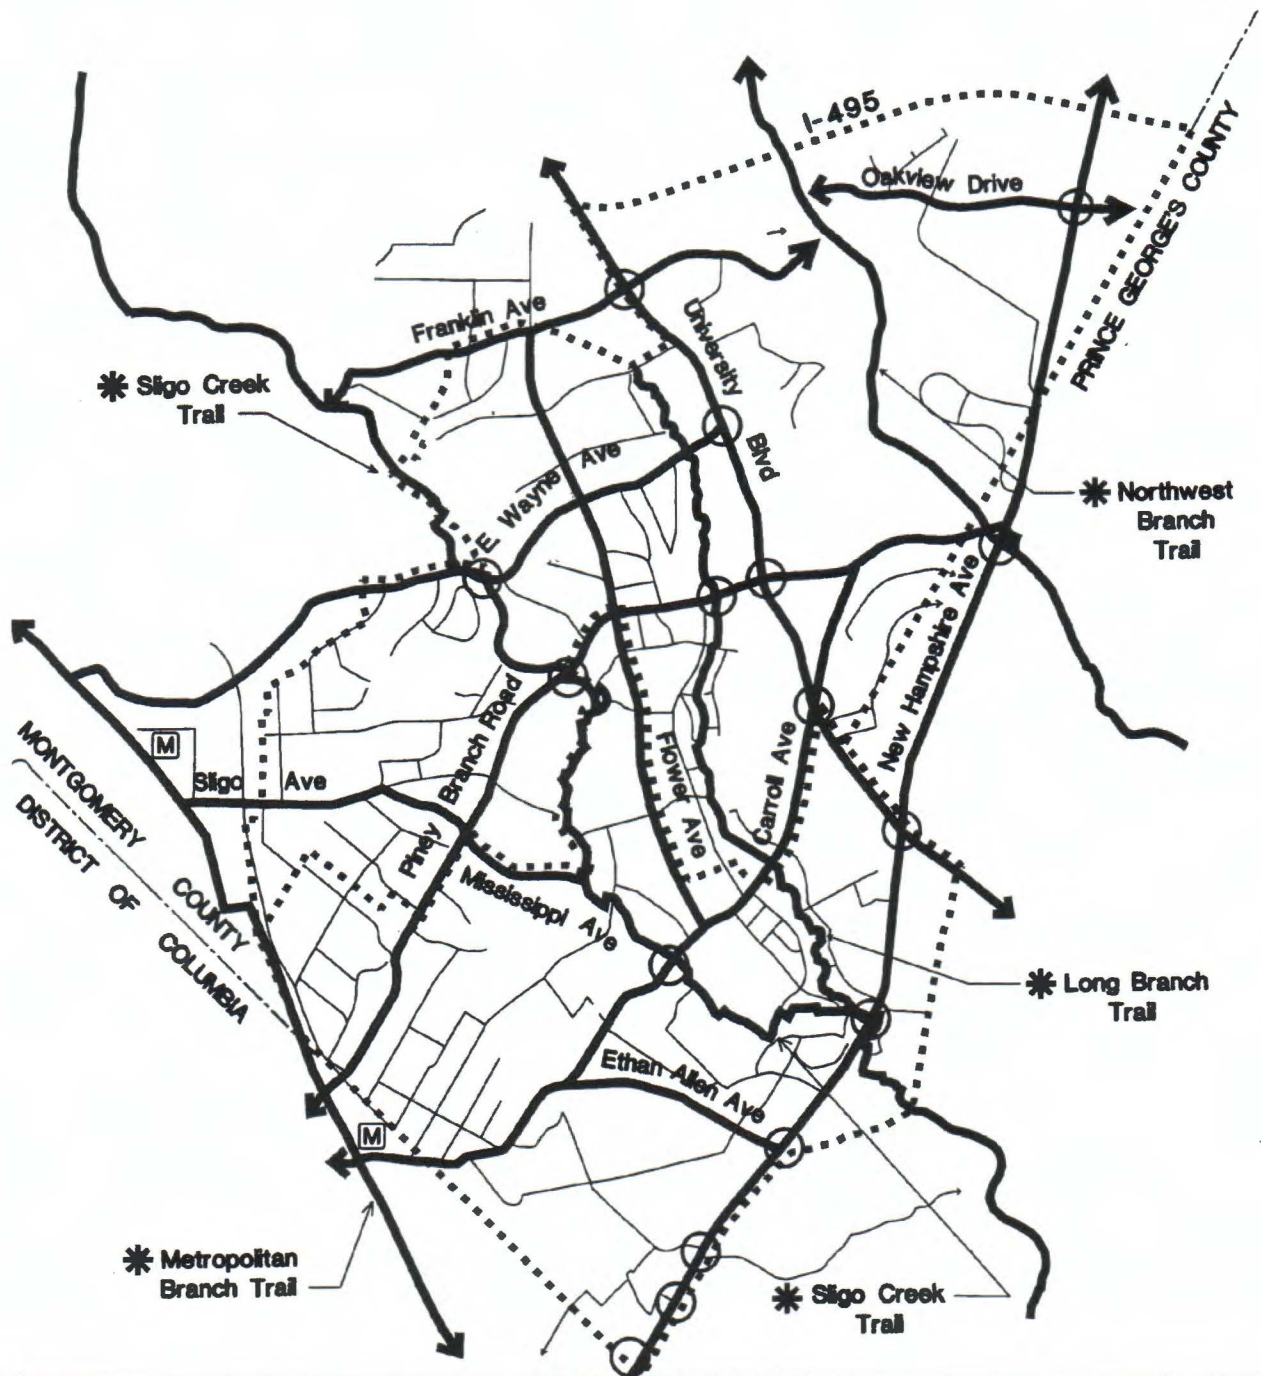 I-495
Oakview Drive
PRINCE GEORGE'S COUNTY
Franklin Ave
University
Blvd
✱ Sligo Creek
Trail
E Wayne Ave
✱ Northwest
Branch
Trail
New Hampshire Ave
M
Sligo Ave
Piney Branch Road
Flower Ave
Carroll Ave
MONTGOMERY COUNTY
DISTRICT OF COLUMBIA
Mississippi Ave
✱ Long Branch
Trail
Ethan Allen Ave
M
✱ Metropolitan
Branch Trail
✱ Sligo Creek
Trail